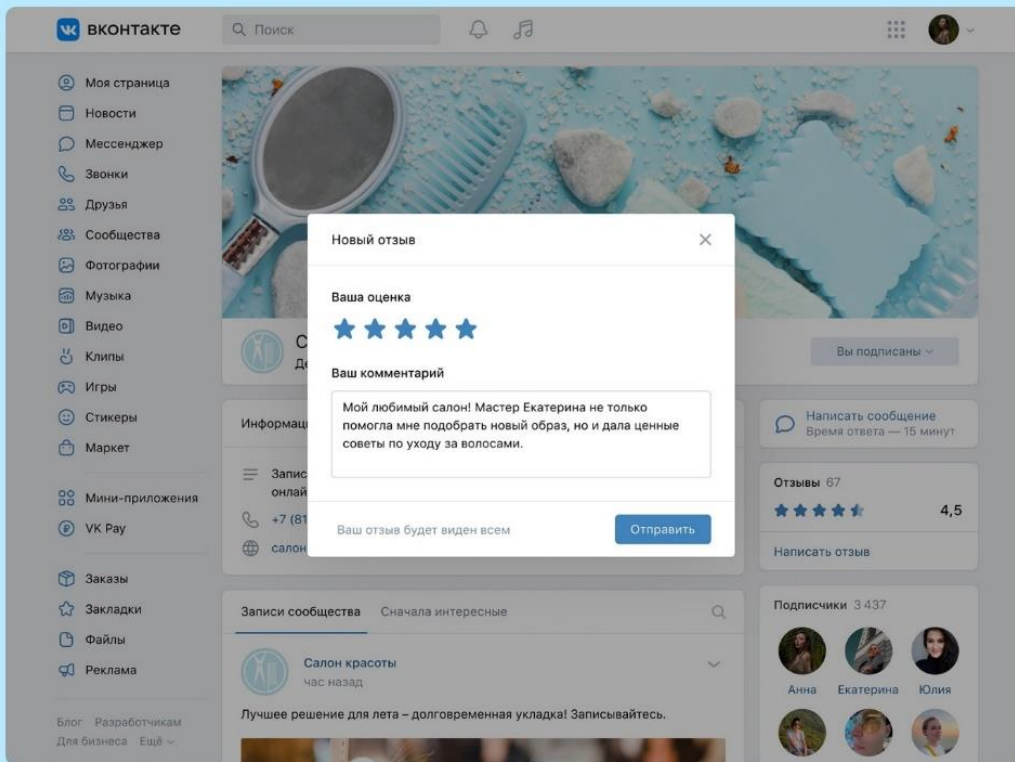 вконтакте
Поиск
Моя страница
Новости
Мессенджер
Звонки
Друзья
Сообщества
Фотографии
Музыка
Видео
Клипы
Игры
Стикеры
Маркет
Мини-приложения
VK Pay
Заказы
Закладки
Файлы
Реклама
Блог Разработчикам
Для бизнеса Ещё
Новый отзыв
Ваша оценка
Ваш комментарий
Мой любимый салон! Мастер Екатерина не только
помогла мне подобрать новый образ, но и дала ценные
советы по уходу за волосами.
Ваш отзыв будет виден всем
Отправить
Вы подписаны
+7 (81
салон
Записи сообщества Сначала интересные
Салон красоты
час назад
Лучшее решение для лета – долговременная укладка! Записывайтесь.
Написать сообщение
Время ответа — 15 минут
Отзывы 67
4,5
Написать отзыв
Подписчики 3 437
Анна Екатерина Юлия